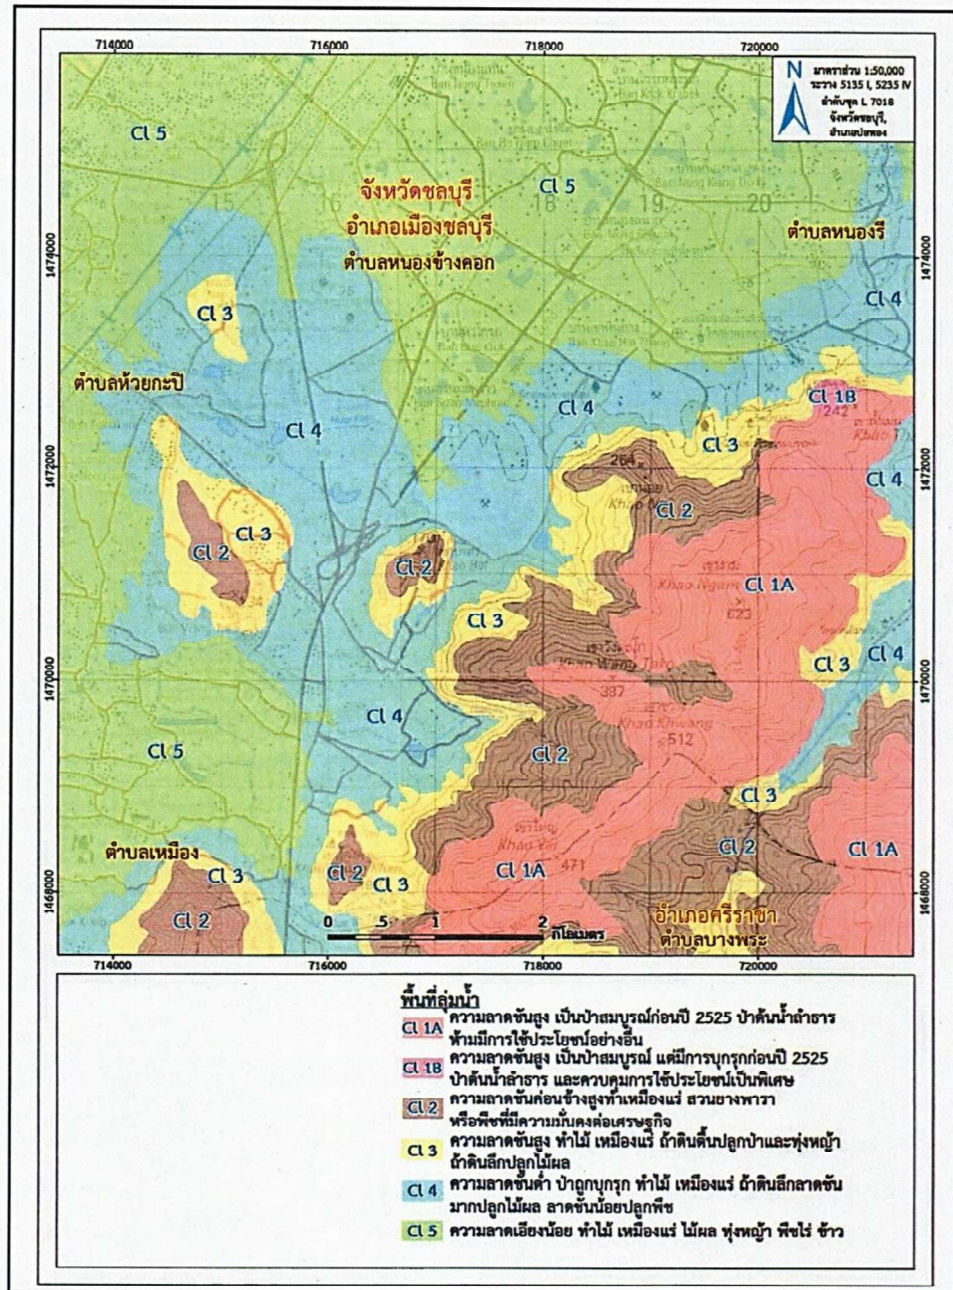 714000 716000 718000 720000
N
มาตราส่วน 1:50,000
ระวาง 5135 I, 5235 IV
ลำดับชุด L 7018
จังหวัดชลบุรี,
อำเภอบ่อทอง
Cl 5
Cl 5
จังหวัดชลบุรี
15 16 17 18 19 20
อำเภอเมืองชลบุรี
ตำบลหนองรี
ตำบลหนองข้างคอก
1474000 1474000
Cl 4
Cl 3
ตำบลห้วยกะปิ
Cl 1B
242
Cl 4
Cl 4
Cl 3
264
1472000 1472000
Cl 4
Cl 2
Cl 3
Cl 2
Cl 2
เขางาม
Khao Ngam
Cl 1A
623
Cl 3
Cl 3
Cl 4
1470000 1470000
387
Khao Khwang
512
Cl 4
Cl 5
Cl 2
Cl 3
ตำบลเหมือง
Cl 3
Cl 2
Cl 2
Cl 3
Cl 1A
471
Cl 2
Cl 1A
1468000 1468000
อำเภอศรีราชา
ตำบลบางพระ
0 .5 1 2
กิโลเมตร
714000 716000 718000 720000
พื้นที่ลุ่มน้ำ
Cl 1A ความลาดชันสูง เป็นป่าสมบูรณ์ก่อนปี 2525 ป่าต้นน้ำลำธาร
ห้ามมีการใช้ประโยชน์อย่างอื่น
Cl 1B ความลาดชันสูง เป็นป่าสมบูรณ์ แต่มีการบุกรุกก่อนปี 2525
ป่าต้นน้ำลำธาร และควบคุมการใช้ประโยชน์เป็นพิเศษ
Cl 2 ความลาดชันค่อนข้างสูงทำเหมืองแร่ สวนยางพารา
หรือพืชที่มีความมั่นคงต่อเศรษฐกิจ
Cl 3 ความลาดชันสูง ทำไม้ เหมืองแร่ ถ้าดินตื้นปลูกป่าและทุ่งหญ้า
ถ้าดินลึกปลูกไม้ผล
Cl 4 ความลาดชันต่ำ ป่าถูกบุกรุก ทำไม้ เหมืองแร่ ถ้าดินลึกลาดชัน
มากปลูกไม้ผล ลาดชันน้อยปลูกพืช
Cl 5 ความลาดเอียงน้อย ทำไม้ เหมืองแร่ ไม้ผล ทุ่งหญ้า พืชไร่ ข้าว